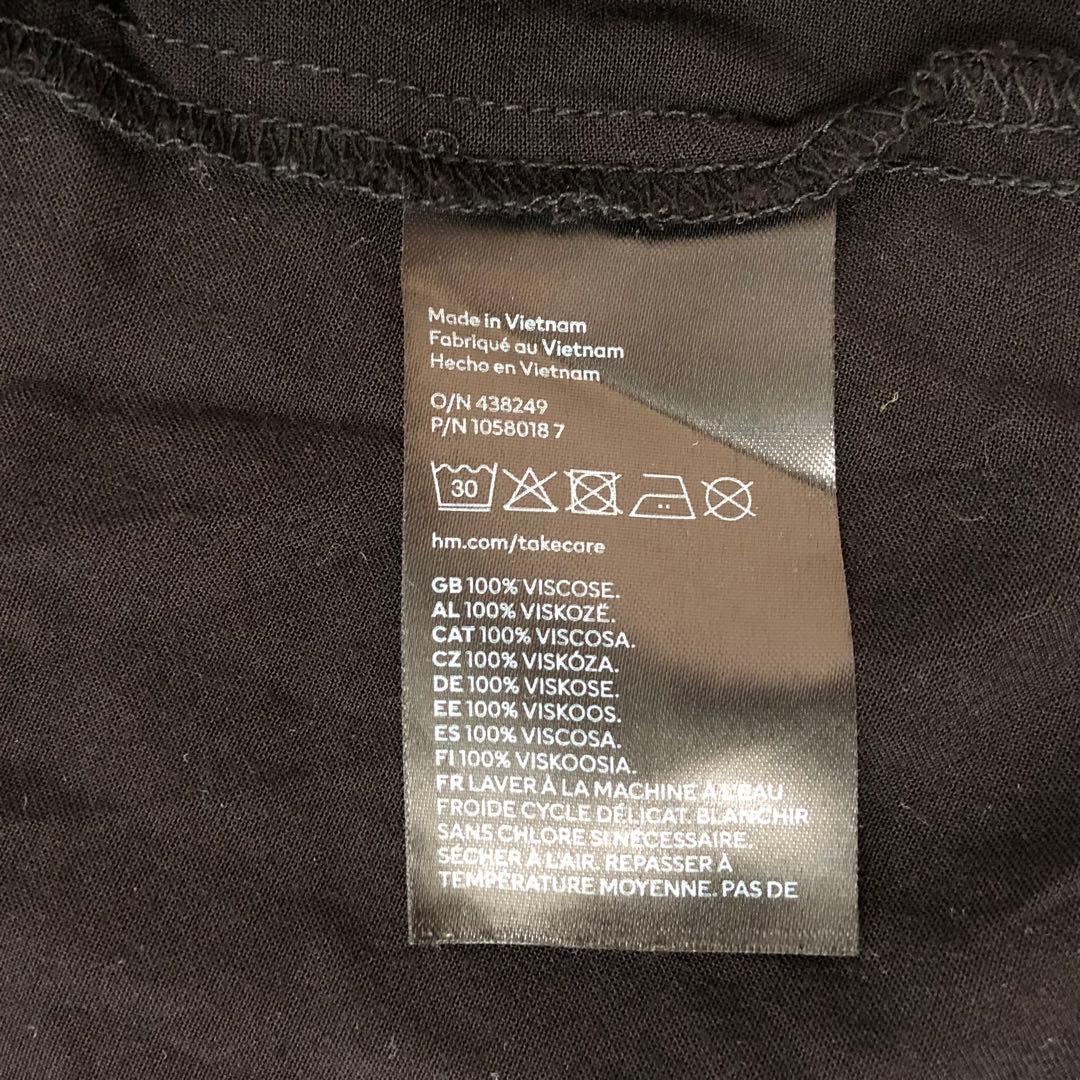 Made in Vietnam
Fabriqué au Vietnam
Hecho en Vietnam
O/N 438249
P/N 1058018 7
30
hm.com/takecare
GB 100% VISCOSE.
AL 100% VISKOZË.
CAT 100% VISCOSA.
CZ 100% VISKÓZA.
DE 100% VISKOSE.
EE 100% VISKOOS.
ES 100% VISCOSA.
FI 100% VISKOOSIA.
FR LAVER À LA MACHINE À L'EAU
FROIDE CYCLE DÉLICAT. BLANCHIR
SANS CHLORE SI NÉCESSAIRE.
SÉCHER À L'AIR. REPASSER À
TEMPÉRATURE MOYENNE. PAS DE